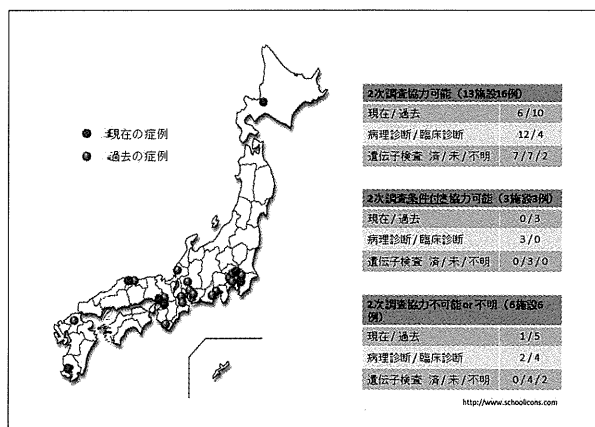 現在の症例
過去の症例
2次調査協力可能（13施設16例）
現在/過去 6/10
病理診断/臨床診断 12/4
遺伝子検査 済/未/不明 7/7/2
2次調査条件付き協力可能（3施設3例）
現在/過去 0/3
病理診断/臨床診断 3/0
遺伝子検査 済/未/不明 0/3/0
2次調査協力不可能or不明（6施設6
例）
現在/過去 1/5
病理診断/臨床診断 2/4
遺伝子検査 済/未/不明 0/4/2
http://www.schoolicons.com